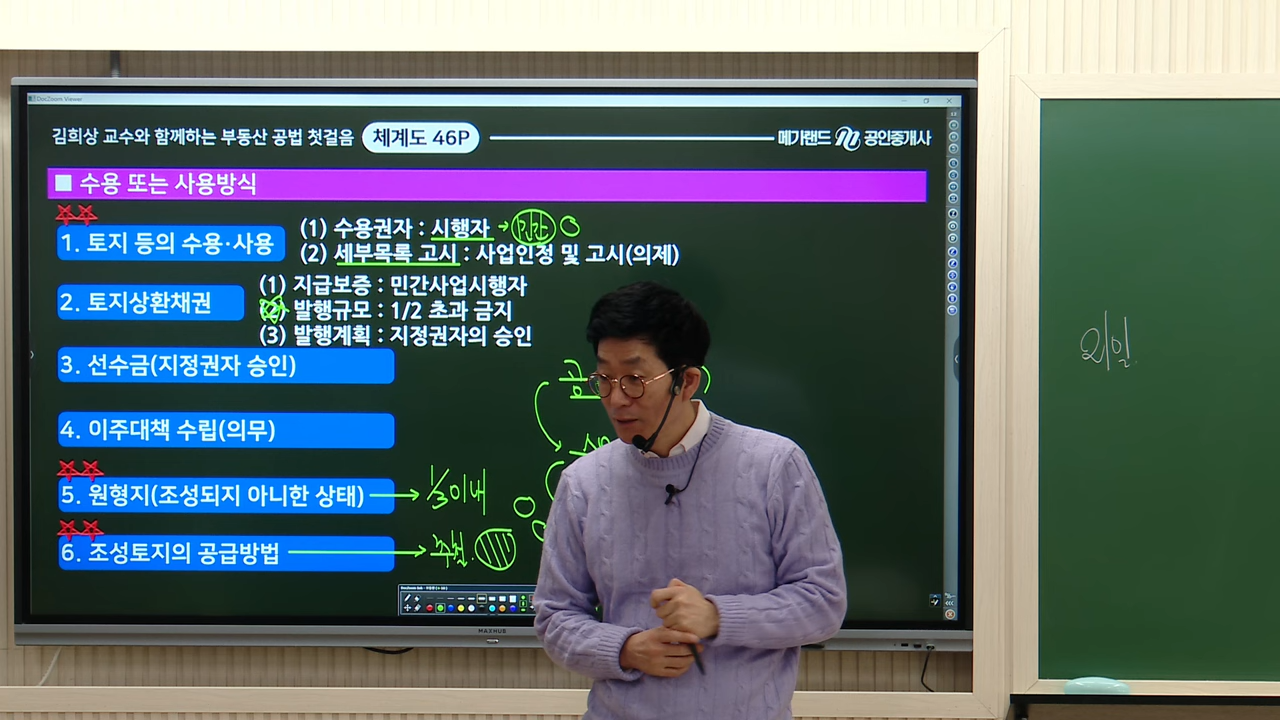 DocZoom Viewer
김희상 교수와 함께하는 부동산 공법 첫걸음 체계도 46P 메가랜드 공인중개사
수용 또는 사용방식
1. 토지 등의 수용·사용
(1) 수용권자 : 시행자 → 민간
(2) 세부목록 고시 : 사업인정 및 고시(의제)
2. 토지상환채권
(1) 지급보증 : 민간사업시행자
(2) 발행규모 : 1/2 초과 금지
(3) 발행계획 : 지정권자의 승인
3. 선수금(지정권자 승인)
4. 이주대책 수립(의무)
5. 원형지(조성되지 아니한 상태) → 1/3이내
6. 조성토지의 공급방법 →
MAXHUB